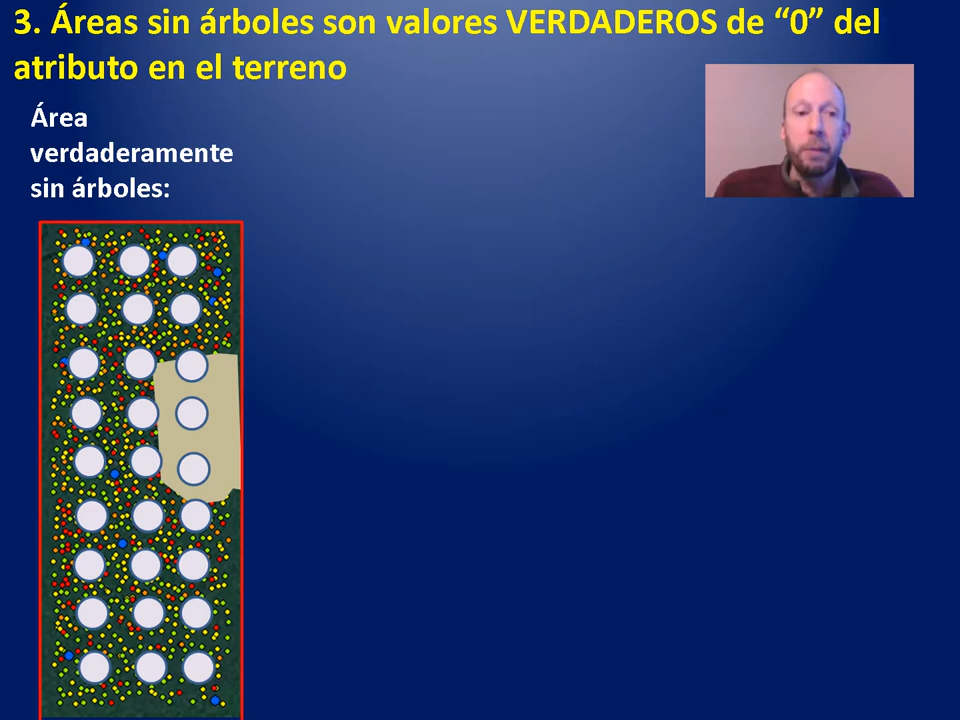 3. Áreas sin árboles son valores VERDADEROS de “0” del
atributo en el terreno
Área
verdaderamente
sin árboles: